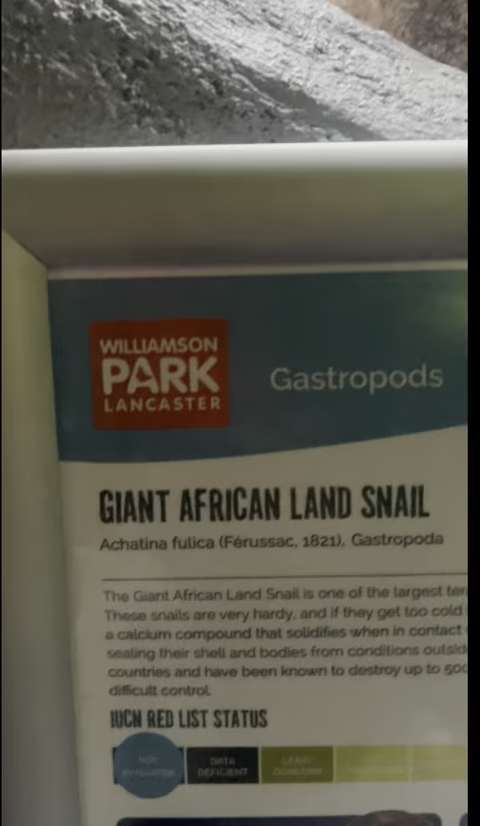 WILLIAMSON
PARK
LANCASTER
Gastropods
GIANT AFRICAN LAND SNAIL
Achatina fulica (Férussac, 1821), Gastropoda
The Giant African Land Snail is one of the largest
These snails are very hardy, and if they get too cold
a calcium compound that solidifies when in contact
sealing their shell and bodies from conditions
countries and have been known to destroy up to
difficult control.
IUCN RED LIST STATUS
NOT
EVALUATED
DATA
DEFICIENT
LEAST
CONCERN